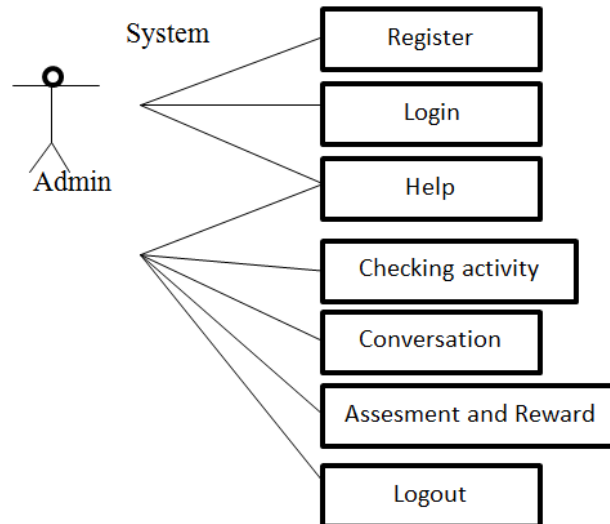 System
Register
Login
Admin
Help
Checking activity
Conversation
Assesment and Reward
Logout